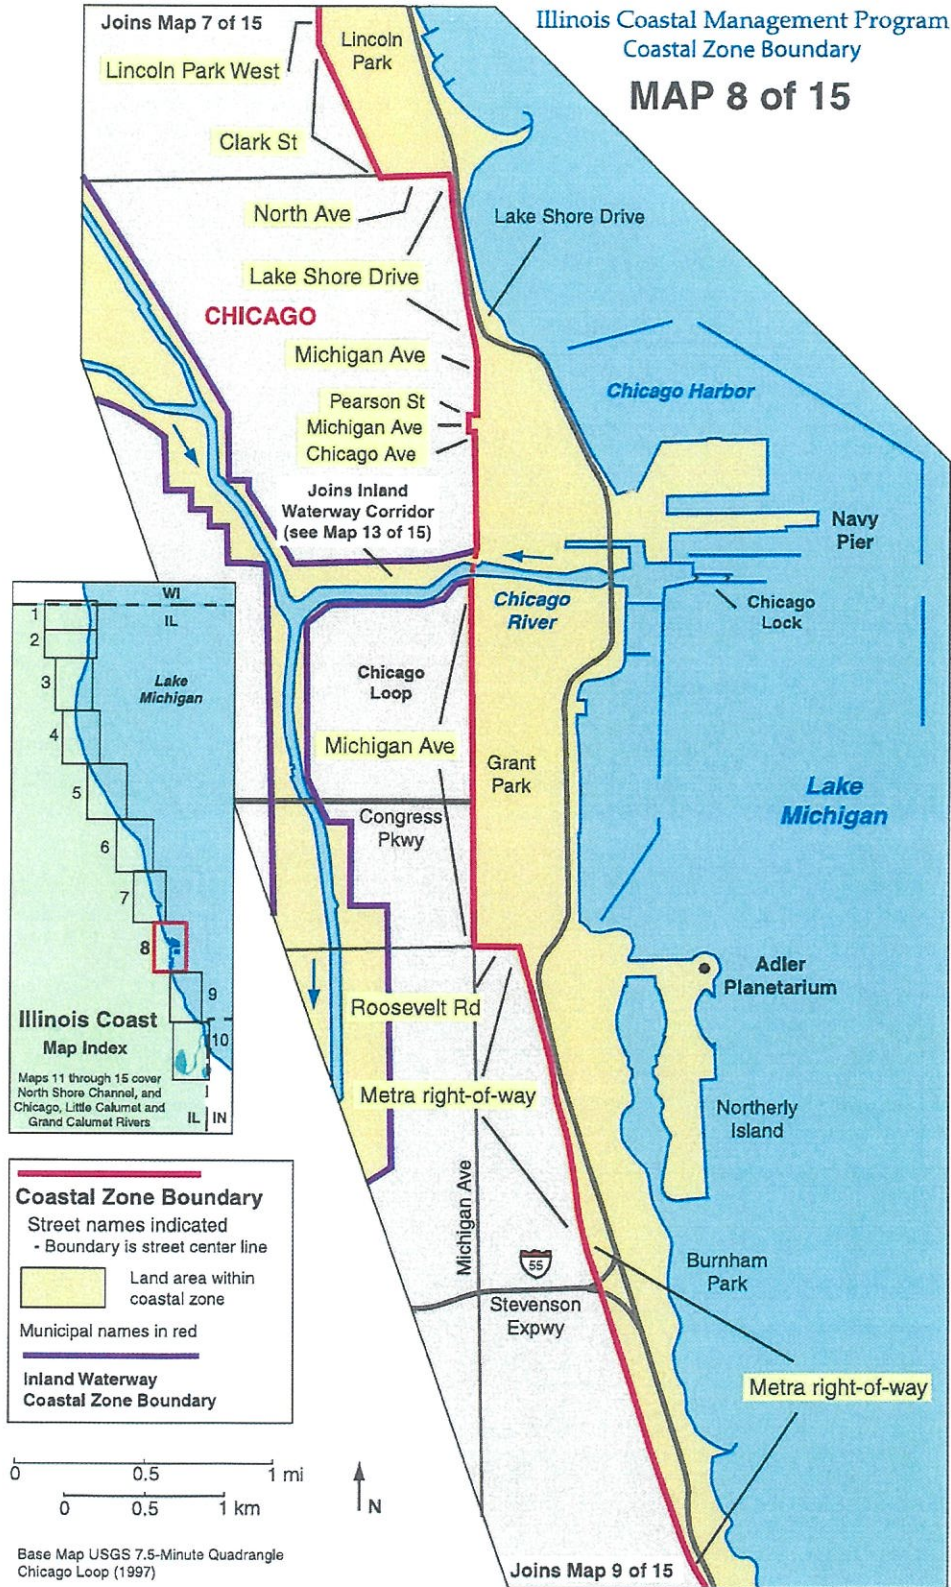 Illinois Coastal Management Program
Coastal Zone Boundary
MAP 8 of 15
Joins Map 7 of 15
Lincoln Park West
Lincoln
Park
Clark St
North Ave
Lake Shore Drive
Lake Shore Drive
CHICAGO
Michigan Ave
Chicago Harbor
Pearson St
Michigan Ave
Chicago Ave
Joins Inland
Waterway Corridor
(see Map 13 of 15)
Navy
Pier
Chicago
River
Chicago
Lock
Chicago
Loop
Michigan Ave
Grant
Park
Lake
Michigan
Congress
Pkwy
Adler
Planetarium
Roosevelt Rd
Metra right-of-way
Northerly
Island
Michigan Ave
55
Stevenson
Expwy
Burnham
Park
Metra right-of-way
Joins Map 9 of 15
WI
IL
1
2
3
4
5
6
7
8
9
10
Lake
Michigan
Illinois Coast
Map Index
Maps 11 through 15 cover
North Shore Channel, and
Chicago, Little Calumet and
Grand Calumet Rivers
IL
IN
Coastal Zone Boundary
Street names indicated
- Boundary is street center line
Land area within
coastal zone
Municipal names in red
Inland Waterway
Coastal Zone Boundary
0 0.5 1 mi
0 0.5 1 km
N
Base Map USGS 7.5-Minute Quadrangle
Chicago Loop (1997)